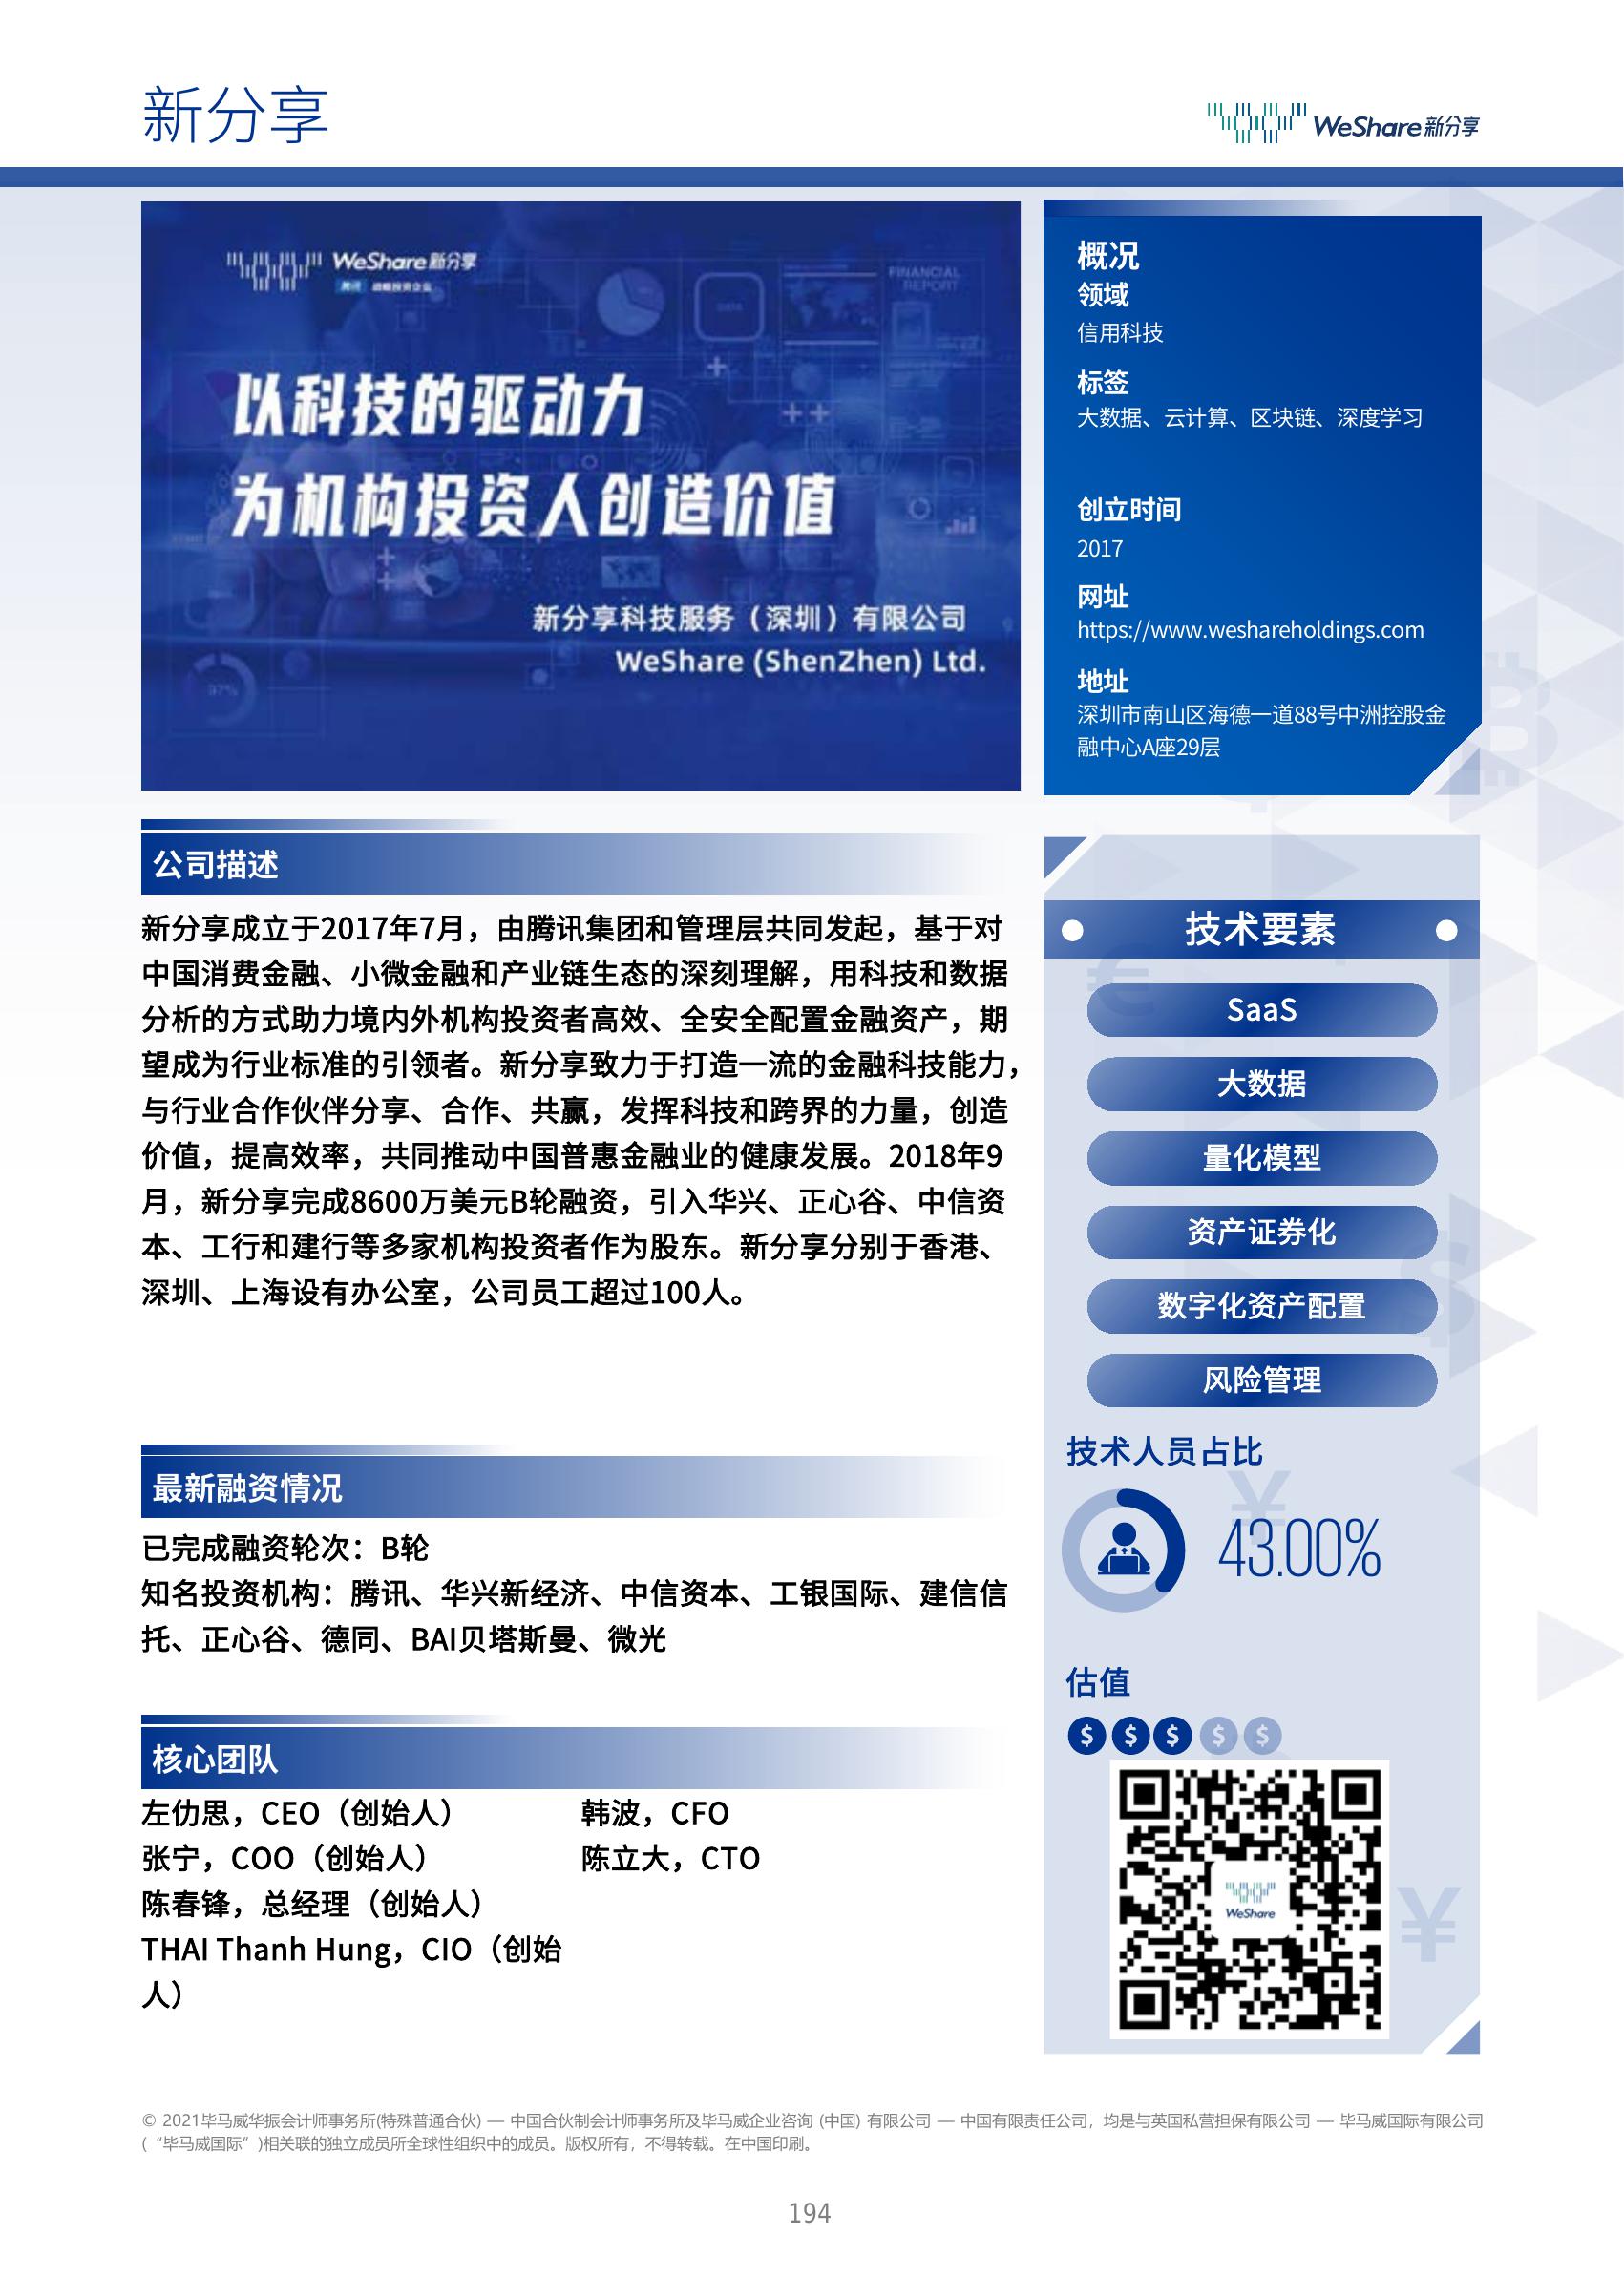 新分享
WeShare新分享
WeShare新分享
腾讯 战略投资企业
FINANCIAL
REPORT
以科技的驱动力
为机构投资人创造价值
新分享科技服务（深圳）有限公司
WeShare (ShenZhen) Ltd.
37%
概况
领域
信用科技
标签
大数据、云计算、区块链、深度学习
创立时间
2017
网址
https://www.weshareholdings.com
地址
深圳市南山区海德一道88号中洲控股金
融中心A座29层
公司描述
新分享成立于2017年7月，由腾讯集团和管理层共同发起，基于对
中国消费金融、小微金融和产业链生态的深刻理解，用科技和数据
分析的方式助力境内外机构投资者高效、全安全配置金融资产，期
望成为行业标准的引领者。新分享致力于打造一流的金融科技能力，
与行业合作伙伴分享、合作、共赢，发挥科技和跨界的力量，创造
价值，提高效率，共同推动中国普惠金融业的健康发展。2018年9
月，新分享完成8600万美元B轮融资，引入华兴、正心谷、中信资
本、工行和建行等多家机构投资者作为股东。新分享分别于香港、
深圳、上海设有办公室，公司员工超过100人。
最新融资情况
已完成融资轮次：B轮
知名投资机构：腾讯、华兴新经济、中信资本、工银国际、建信信
托、正心谷、德同、BAI贝塔斯曼、微光
核心团队
左仂思，CEO（创始人）
张宁，COO（创始人）
陈春锋，总经理（创始人）
THAI Thanh Hung，CIO（创始
人）
韩波，CFO
陈立大，CTO
技术要素
SaaS
大数据
量化模型
资产证券化
数字化资产配置
风险管理
技术人员占比
43.00%
估值
$ $ $ $ $
WeShare
© 2021毕马威华振会计师事务所(特殊普通合伙) — 中国合伙制会计师事务所及毕马威企业咨询 (中国) 有限公司 — 中国有限责任公司，均是与英国私营担保有限公司 — 毕马威国际有限公司
(“毕马威国际”)相关联的独立成员所全球性组织中的成员。版权所有，不得转载。在中国印刷。
194